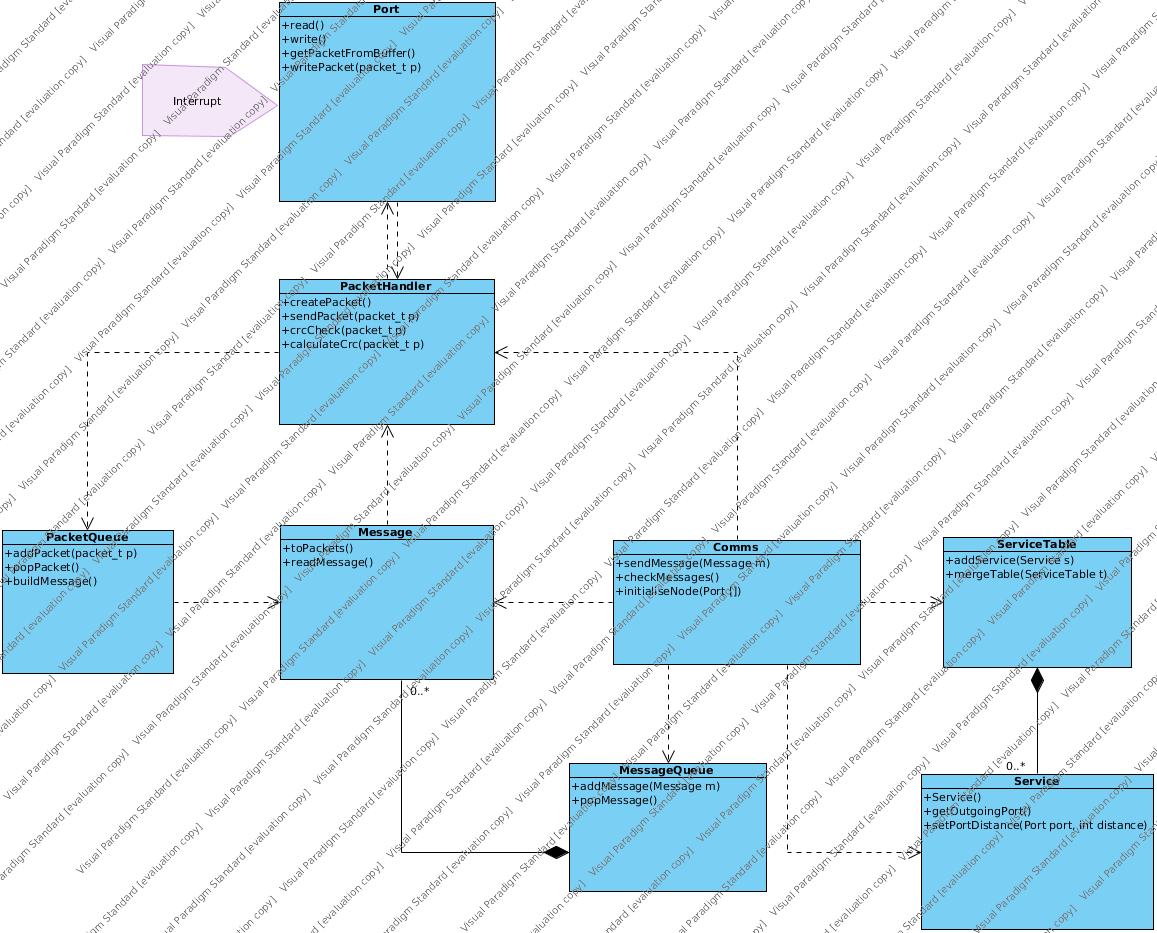 Port
+read()
+write()
+getPacketFromBuffer()
+writePacket(packet_t p)
Interrupt
PacketHandler
+createPacket()
+sendPacket(packet_t p)
+crcCheck(packet_t p)
+calculateCrc(packet_t p)
PacketQueue
+addPacket(packet_t p)
+popPacket()
+buildMessage()
Message
+toPackets()
+readMessage()
0..*
Comms
+sendMessage(Message m)
+checkMessages()
+initialiseNode(Port [])
ServiceTable
+addService(Service s)
+mergeTable(ServiceTable t)
0..*
MessageQueue
+addMessage(Message m)
+popMessage()
Service
+Service()
+getOutgoingPort()
+setPortDistance(Port port, int distance)
Visual Paradigm Standard [evaluation copy]